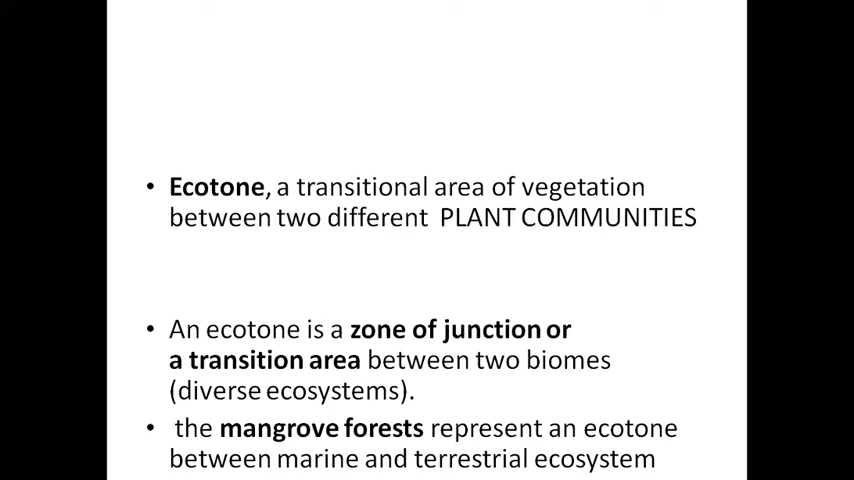 • Ecotone, a transitional area of vegetation
between two different PLANT COMMUNITIES
• An ecotone is a zone of junction or
a transition area between two biomes
(diverse ecosystems).
• the mangrove forests represent an ecotone
between marine and terrestrial ecosystem